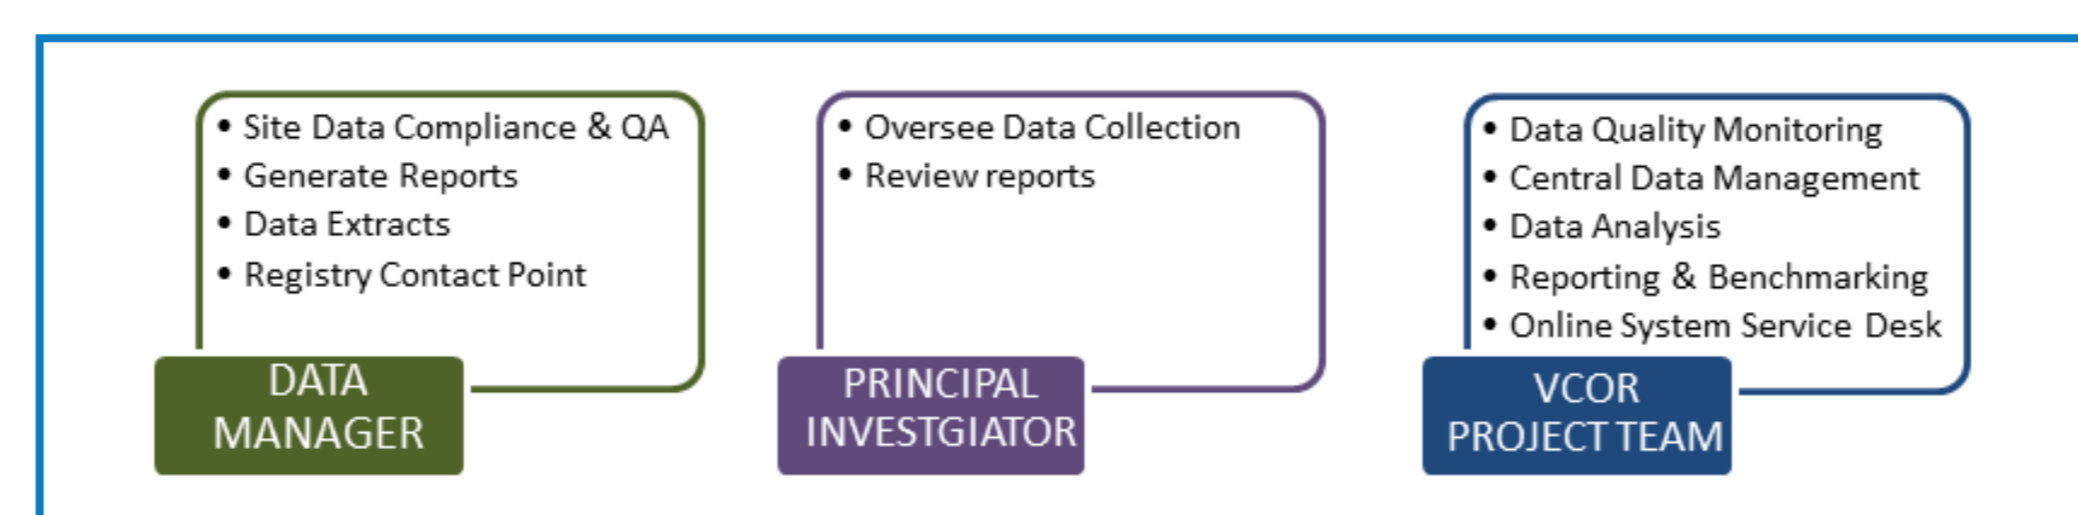 • Site Data Compliance & QA
• Generate Reports
• Data Extracts
• Registry Contact Point
DATA
MANAGER
• Oversee Data Collection
• Review reports
PRINCIPAL
INVESTGIATOR
• Data Quality Monitoring
• Central Data Management
• Data Analysis
• Reporting & Benchmarking
• Online System Service Desk
VCOR
PROJECT TEAM